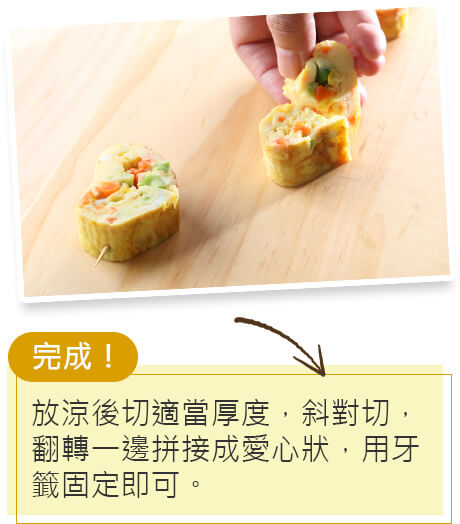 完成！
放涼後切適當厚度，斜對切，
翻轉一邊拼接成愛心狀，用牙
籤固定即可。